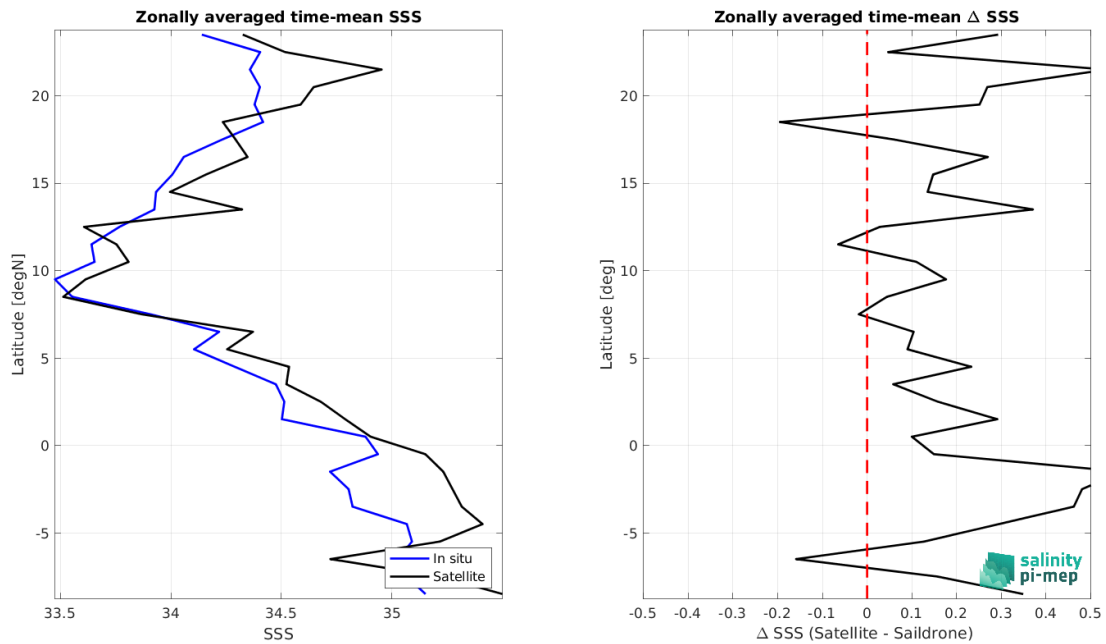 Zonally averaged time-mean SSS
20
15
10
5
0
-5
Latitude [degN]
33.5
34
34.5
35
SSS
In situ
Satellite
Zonally averaged time-mean Δ SSS
20
15
10
5
0
-5
Latitude [deg]
-0.5
-0.4
-0.3
-0.2
-0.1
0
0.1
0.2
0.3
0.4
0.5
Δ SSS (Satellite - Saildrone)
salinity
pi-mep